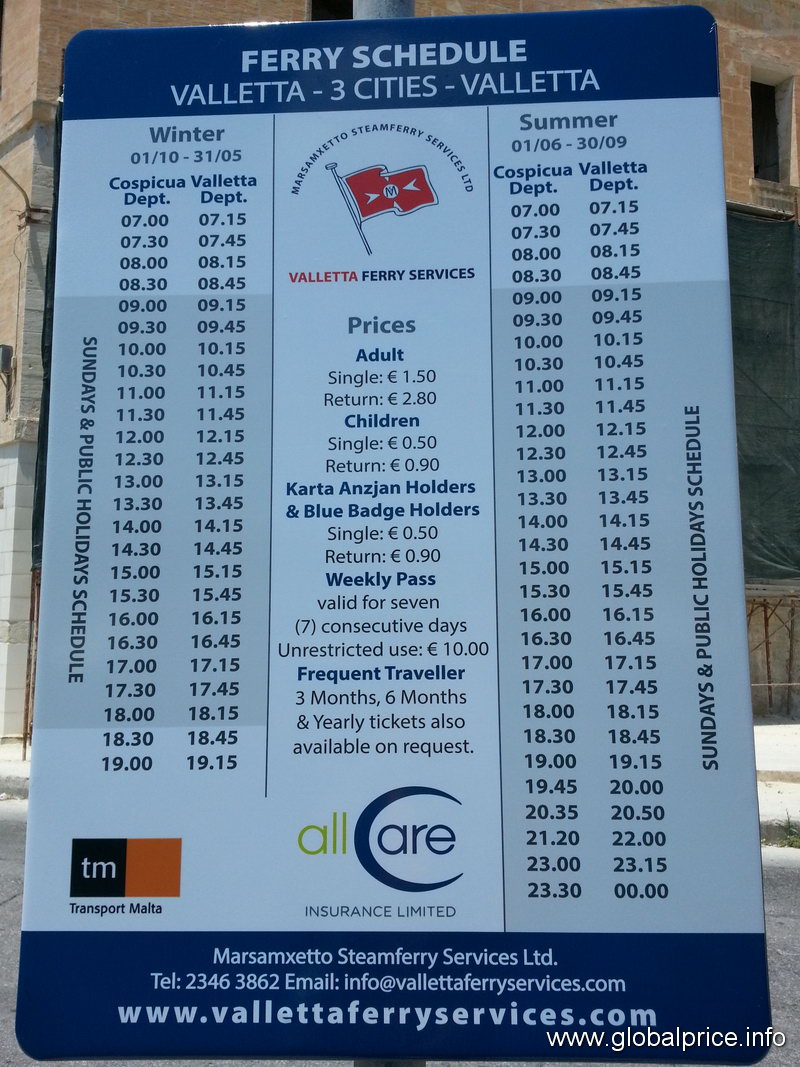 FERRY SCHEDULE
VALLETTA - 3 CITIES - VALLETTA
Winter
01/10 - 31/05
Cospicua Valletta
Dept. Dept.
07.00 07.15
07.30 07.45
08.00 08.15
08.30 08.45
09.00 09.15
09.30 09.45
10.00 10.15
10.30 10.45
11.00 11.15
11.30 11.45
12.00 12.15
12.30 12.45
13.00 13.15
13.30 13.45
14.00 14.15
14.30 14.45
15.00 15.15
15.30 15.45
16.00 16.15
16.30 16.45
17.00 17.15
17.30 17.45
18.00 18.15
18.30 18.45
19.00 19.15
SUNDAYS & PUBLIC HOLIDAYS SCHEDULE
tm
Transport Malta
MARSAMXETTO STEAMFERRY SERVICES LTD
M
VALLETTA FERRY SERVICES
Prices
Adult
Single: € 1.50
Return: € 2.80
Children
Single: € 0.50
Return: € 0.90
Karta Anzjan Holders
& Blue Badge Holders
Single: € 0.50
Return: € 0.90
Weekly Pass
valid for seven
(7) consecutive days
Unrestricted use: € 10.00
Frequent Traveller
3 Months, 6 Months
& Yearly tickets also
available on request.
all Care
INSURANCE LIMITED
Summer
01/06 - 30/09
Cospicua Valletta
Dept. Dept.
07.00 07.15
07.30 07.45
08.00 08.15
08.30 08.45
09.00 09.15
09.30 09.45
10.00 10.15
10.30 10.45
11.00 11.15
11.30 11.45
12.00 12.15
12.30 12.45
13.00 13.15
13.30 13.45
14.00 14.15
14.30 14.45
15.00 15.15
15.30 15.45
16.00 16.15
16.30 16.45
17.00 17.15
17.30 17.45
18.00 18.15
18.30 18.45
19.00 19.15
19.45 20.00
20.35 20.50
21.20 22.00
23.00 23.15
23.30 00.00
SUNDAYS & PUBLIC HOLIDAYS SCHEDULE
Marsamxetto Steamferry Services Ltd.
Tel: 2346 3862 Email: info@vallettaferryservices.com
www.vallettaferryservices.com
www.globalprice.info